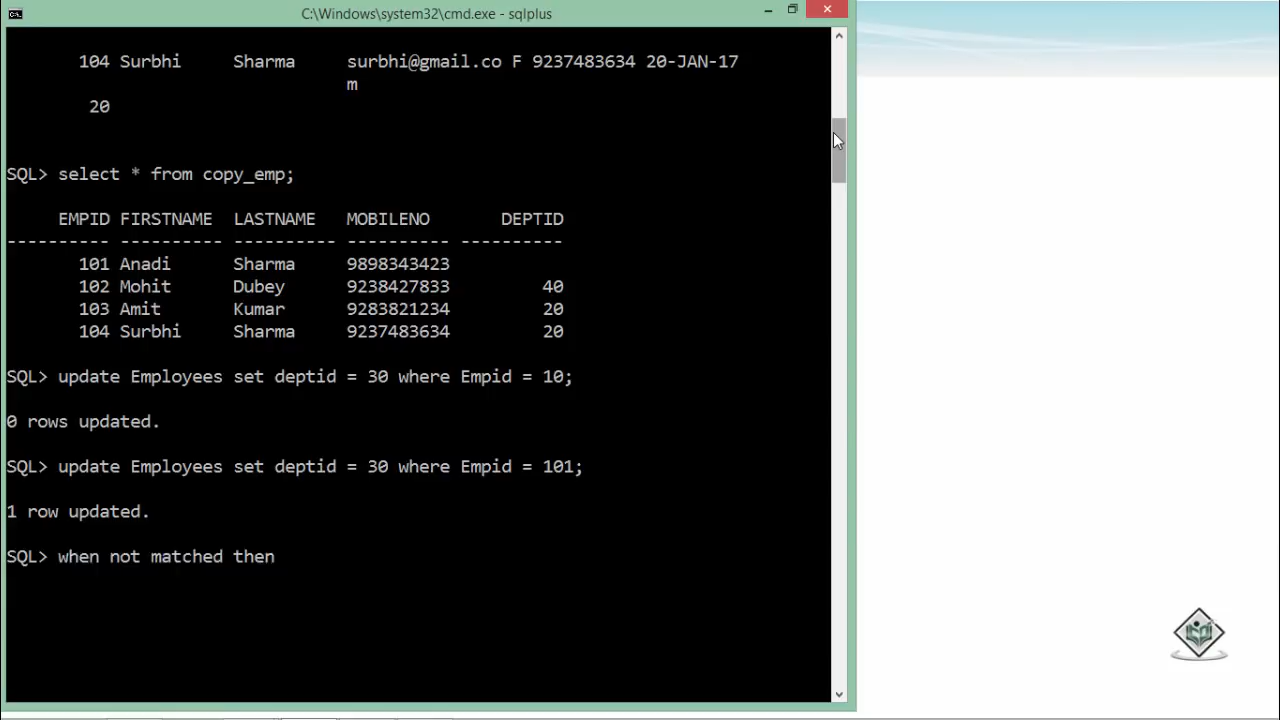 C:\Windows\system32\cmd.exe - sqlplus
104 Surbhi Sharma surbhi@gmail.co F 9237483634 20-JAN-17
m
20
SQL> select * from copy_emp;
EMPID FIRSTNAME LASTNAME MOBILENO DEPTID
---------- ---------- ---------- ---------- ----------
101 Anadi Sharma 9898343423
102 Mohit Dubey 9238427833 40
103 Amit Kumar 9283821234 20
104 Surbhi Sharma 9237483634 20
SQL> update Employees set deptid = 30 where Empid = 10;
0 rows updated.
SQL> update Employees set deptid = 30 where Empid = 101;
1 row updated.
SQL> when not matched then